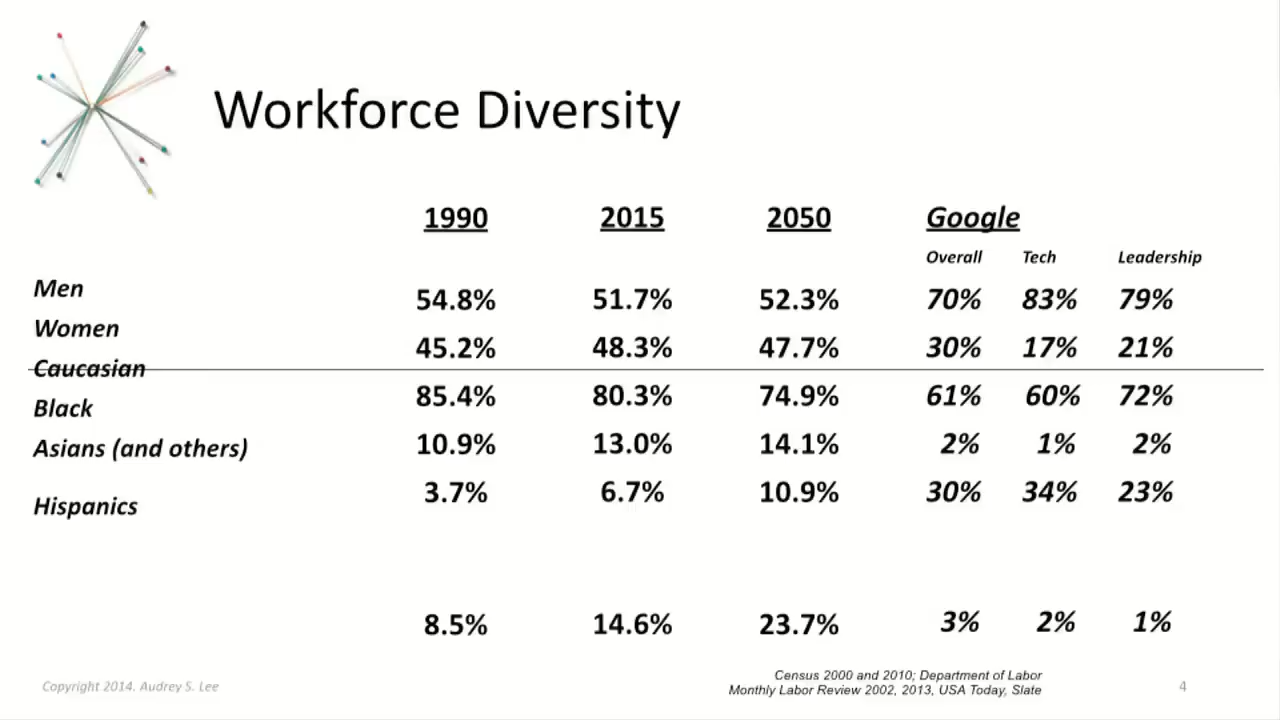 Workforce Diversity
1990 2015 2050 Google
Overall Tech Leadership
Men
54.8% 51.7% 52.3% 70% 83% 79%
Women
45.2% 48.3% 47.7% 30% 17% 21%
Caucasian
85.4% 80.3% 74.9% 61% 60% 72%
Black
10.9% 13.0% 14.1% 2% 1% 2%
Asians (and others)
3.7% 6.7% 10.9% 30% 34% 23%
Hispanics
8.5% 14.6% 23.7% 3% 2% 1%
Census 2000 and 2010; Department of Labor
Monthly Labor Review 2002, 2013, USA Today, Slate
Copyright 2014. Audrey S. Lee
4